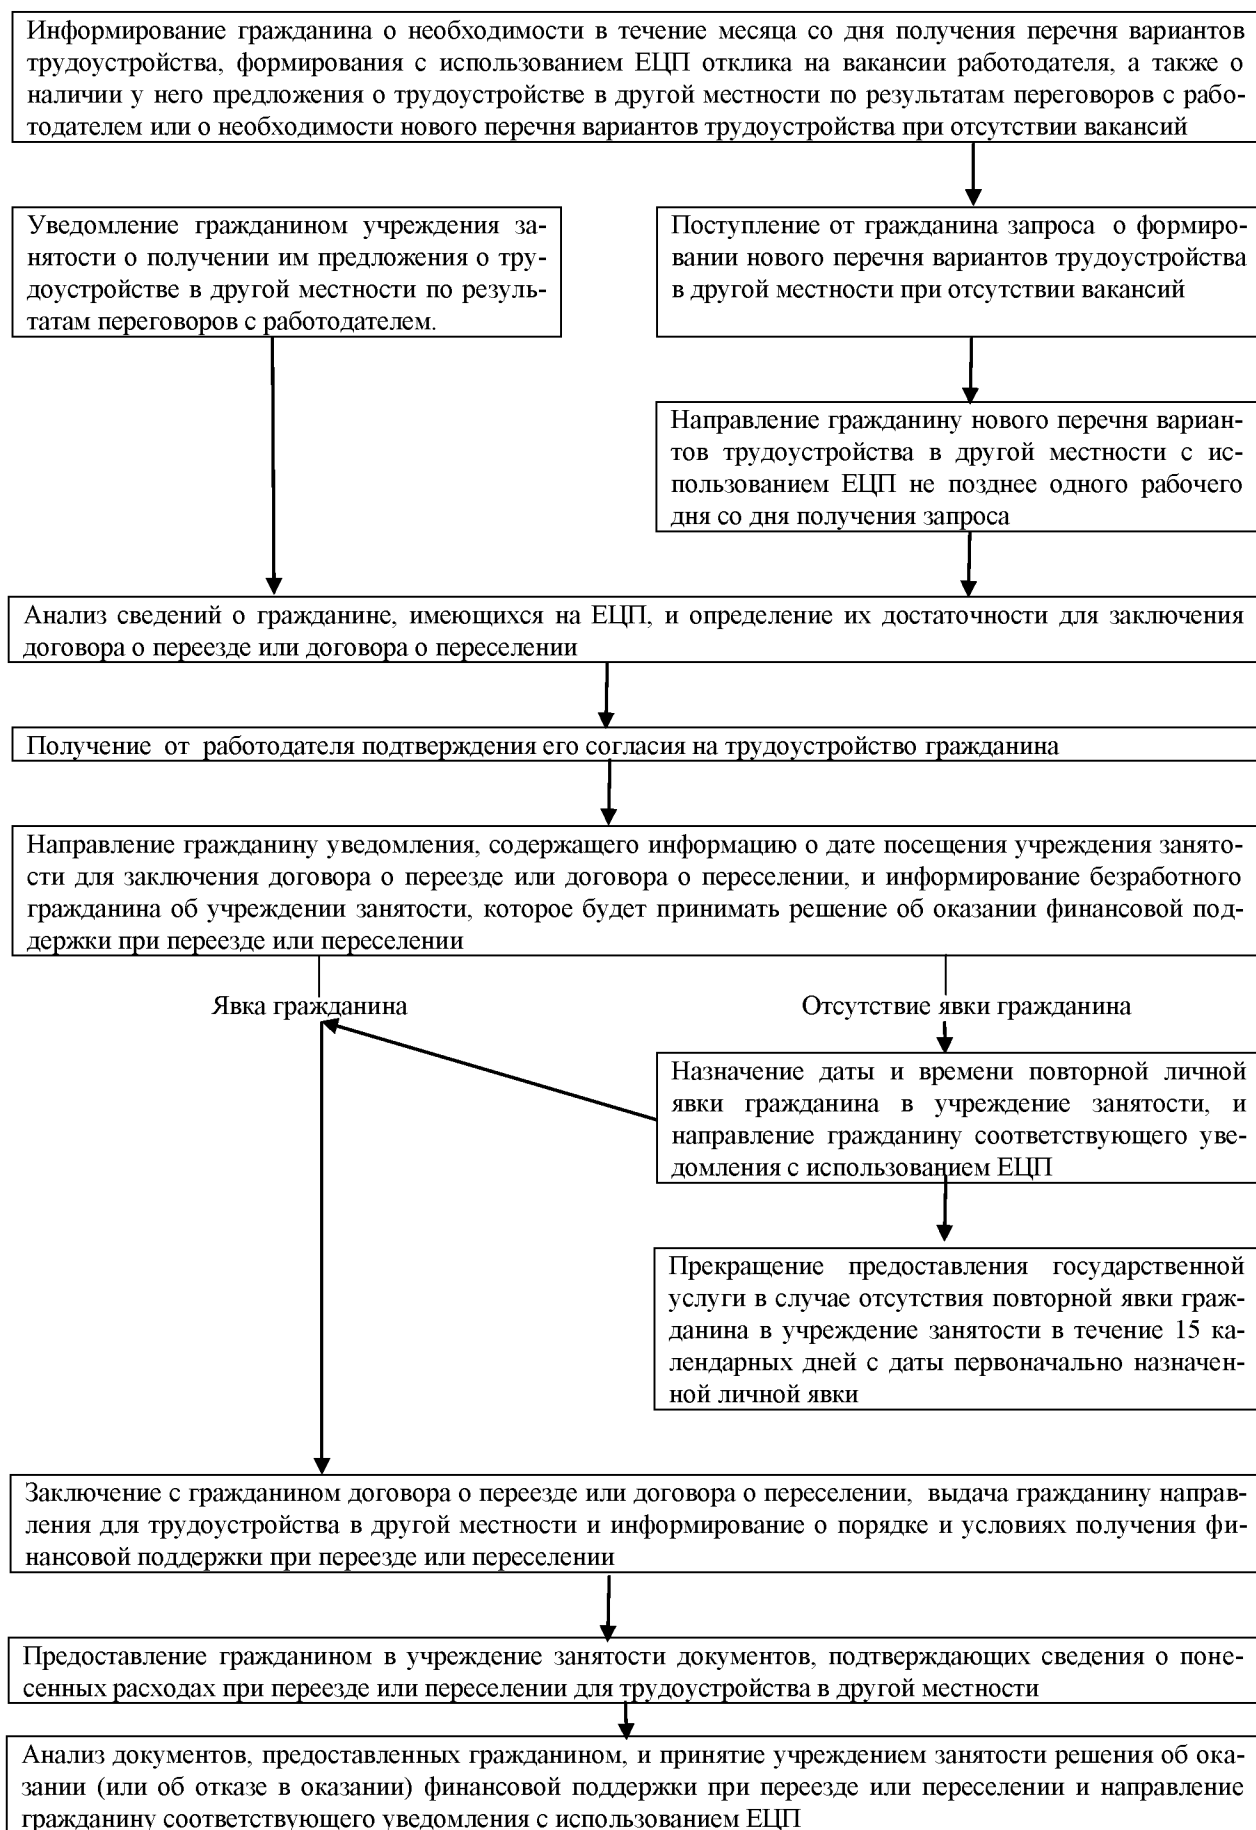 Информирование гражданина о необходимости в течение месяца со дня получения перечня вариантов
трудоустройства, формирования с использованием ЕЦП отклика на вакансии работодателя, а также о
наличии у него предложения о трудоустройстве в другой местности по результатам переговоров с рабо-
тодателем или о необходимости нового перечня вариантов трудоустройства при отсутствии вакансий
Уведомление гражданином учреждения за-
нятости о получении им предложения о тру-
доустройстве в другой местности по резуль-
татам переговоров с работодателем.
Поступление от гражданина запроса о формиро-
вании нового перечня вариантов трудоустройства
в другой местности при отсутствии вакансий
Направление гражданину нового перечня вариан-
тов трудоустройства в другой местности с ис-
пользованием ЕЦП не позднее одного рабочего
дня со дня получения запроса
Анализ сведений о гражданине, имеющихся на ЕЦП, и определение их достаточности для заключения
договора о переезде или договора о переселении
Получение от работодателя подтверждения его согласия на трудоустройство гражданина
Направление гражданину уведомления, содержащего информацию о дате посещения учреждения занято-
сти для заключения договора о переезде или договора о переселении, и информирование безработного
гражданина об учреждении занятости, которое будет принимать решение об оказании финансовой под-
держки при переезде или переселении
Явка гражданина
Отсутствие явки гражданина
Назначение даты и времени повторной личной
явки гражданина в учреждение занятости, и
направление гражданину соответствующего уве-
домления с использованием ЕЦП
Прекращение предоставления государственной
услуги в случае отсутствия повторной явки граж-
данина в учреждение занятости в течение 15 ка-
лендарных дней с даты первоначально назначен-
ной личной явки
Заключение с гражданином договора о переезде или договора о переселении, выдача гражданину направ-
ления для трудоустройства в другой местности и информирование о порядке и условиях получения фи-
нансовой поддержки при переезде или переселении
Предоставление гражданином в учреждение занятости документов, подтверждающих сведения о поне-
сенных расходах при переезде или переселении для трудоустройства в другой местности
Анализ документов, предоставленных гражданином, и принятие учреждением занятости решения об ока-
зании (или об отказе в оказании) финансовой поддержки при переезде или переселении и направление
гражданину соответствующего уведомления с использованием ЕЦП